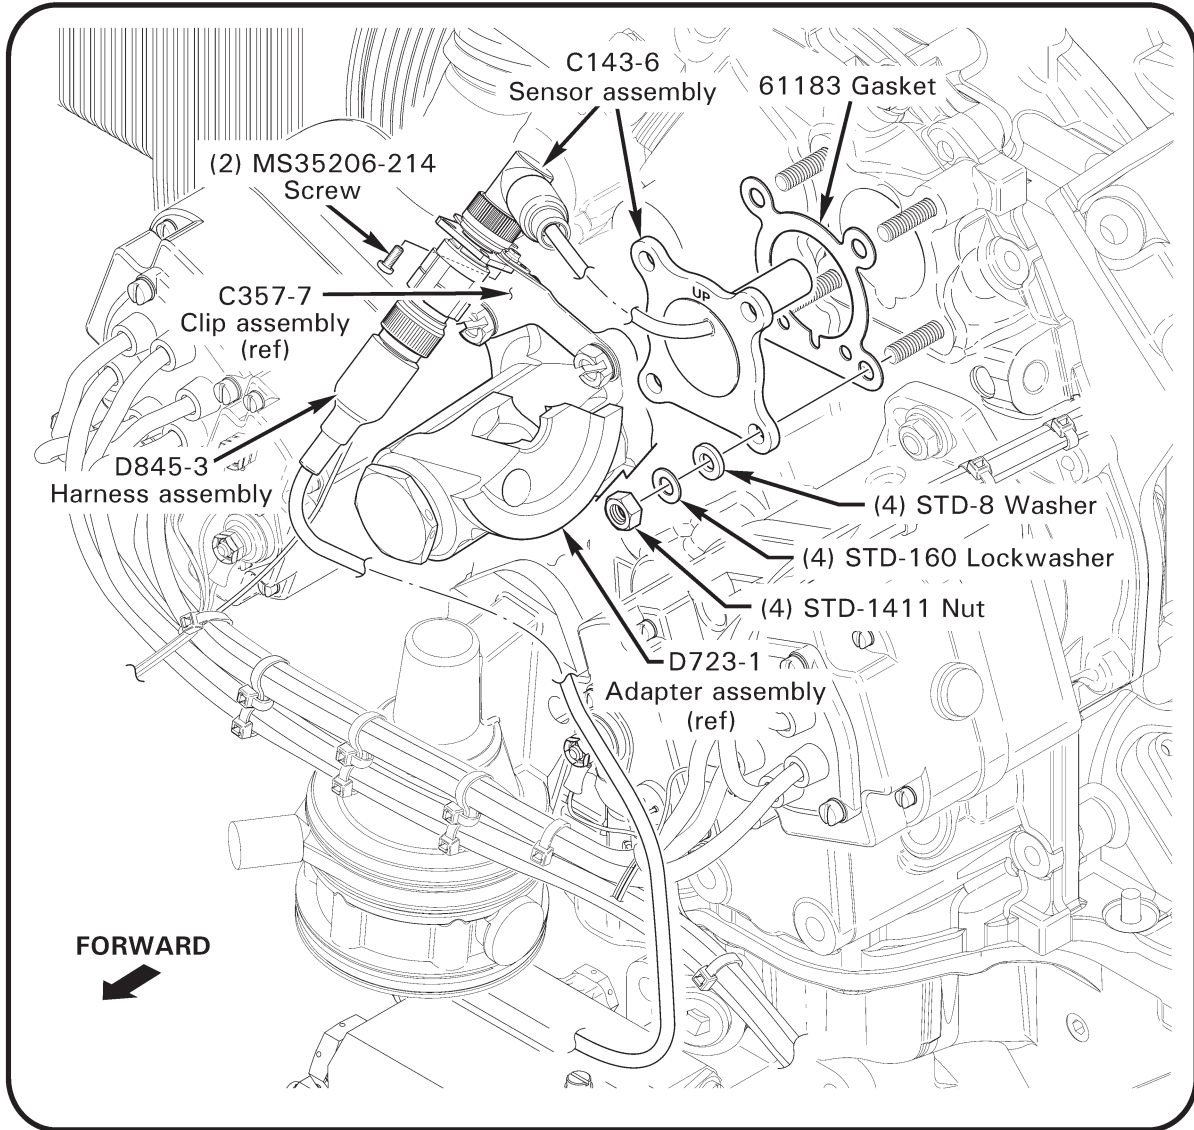 C143-6
Sensor assembly
61183 Gasket
(2) MS35206-214
Screw
UP
C357-7
Clip assembly
(ref)
D845-3
Harness assembly
(4) STD-8 Washer
(4) STD-160 Lockwasher
(4) STD-1411 Nut
D723-1
Adapter assembly
(ref)
FORWARD